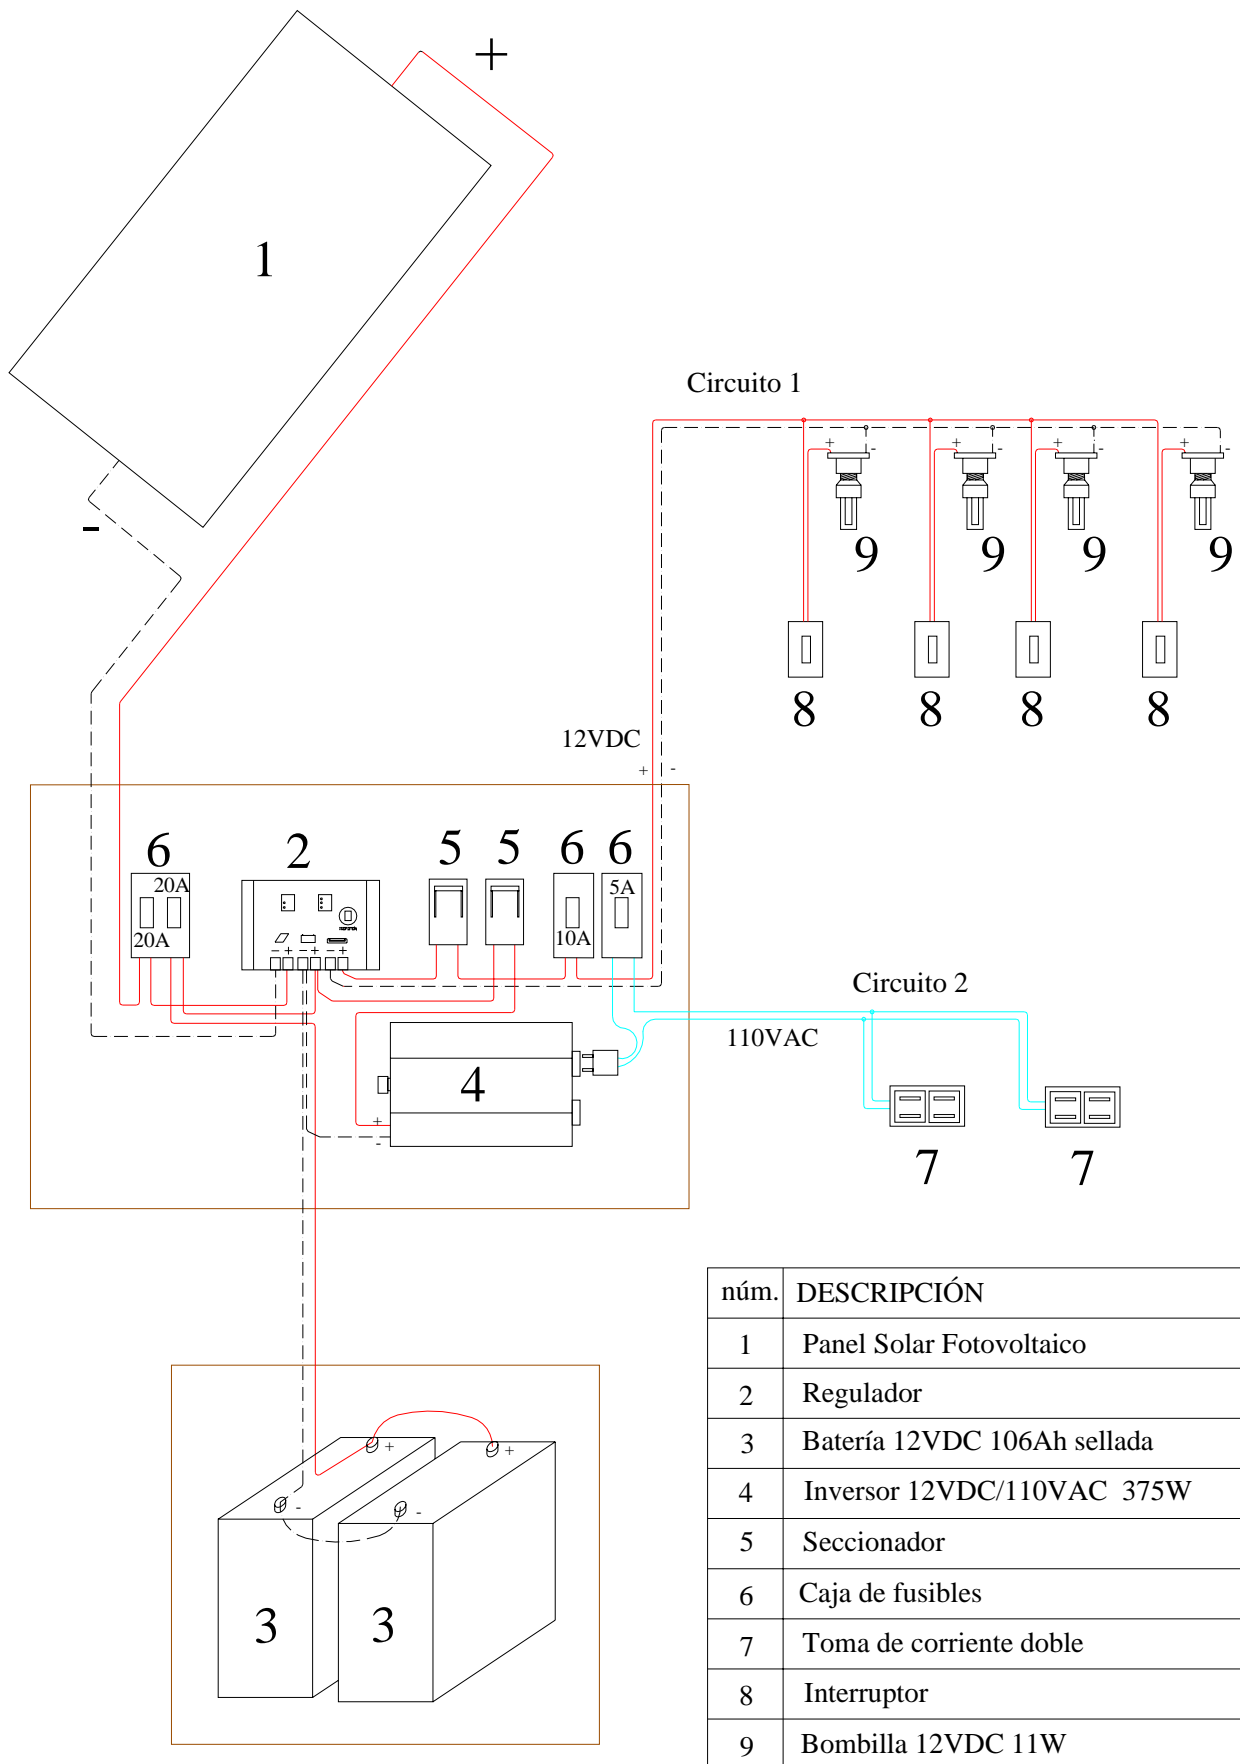 +
1
-
Circuito 1
+ - + - + - + -
9 9 9 9
8 8 8 8
12VDC
+ -
6 2 5 5 6 6
20A 5A
20A 10A
- + - + - +
Circuito 2
110VAC
4
+
-
7 7
+ +
- -
3 3
núm. DESCRIPCIÓN
1 Panel Solar Fotovoltaico
2 Regulador
3 Batería 12VDC 106Ah sellada
4 Inversor 12VDC/110VAC 375W
5 Seccionador
6 Caja de fusibles
7 Toma de corriente doble
8 Interruptor
9 Bombilla 12VDC 11W